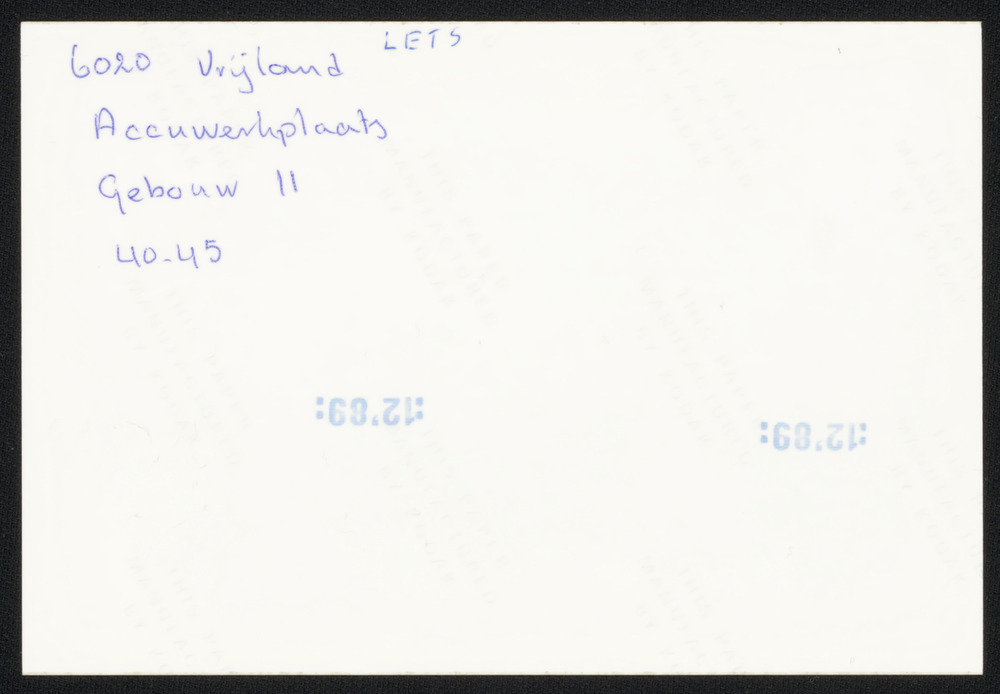 LETS
6020 Vrijland
Accuwerkplaats
Gebouw 11
40-45
:12'89:
:12'89: